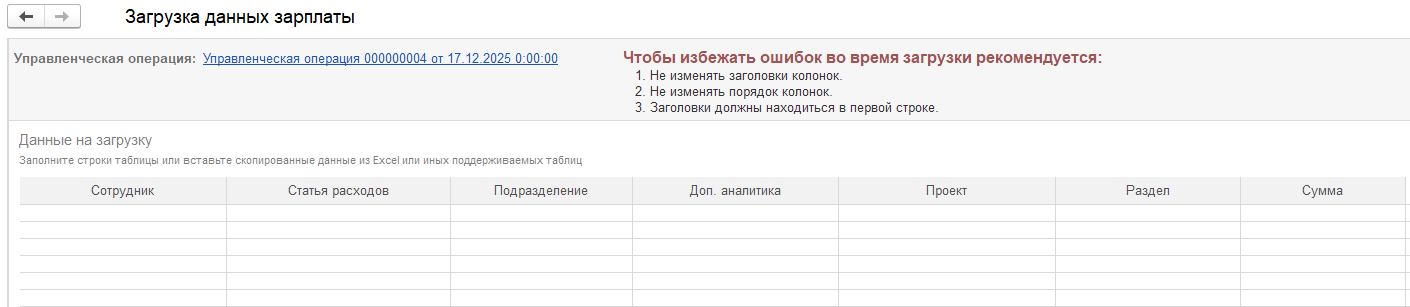 Загрузка данных зарплаты
Управленческая операция: Управленческая операция 000000004 от 17.12.2025 0:00:00
Чтобы избежать ошибок во время загрузки рекомендуется:
1. Не изменять заголовки колонок.
2. Не изменять порядок колонок.
3. Заголовки должны находиться в первой строке.
Данные на загрузку
Заполните строки таблицы или вставьте скопированные данные из Excel или иных поддерживаемых таблиц
Сотрудник Статья расходов Подразделение Доп. аналитика Проект Раздел Сумма